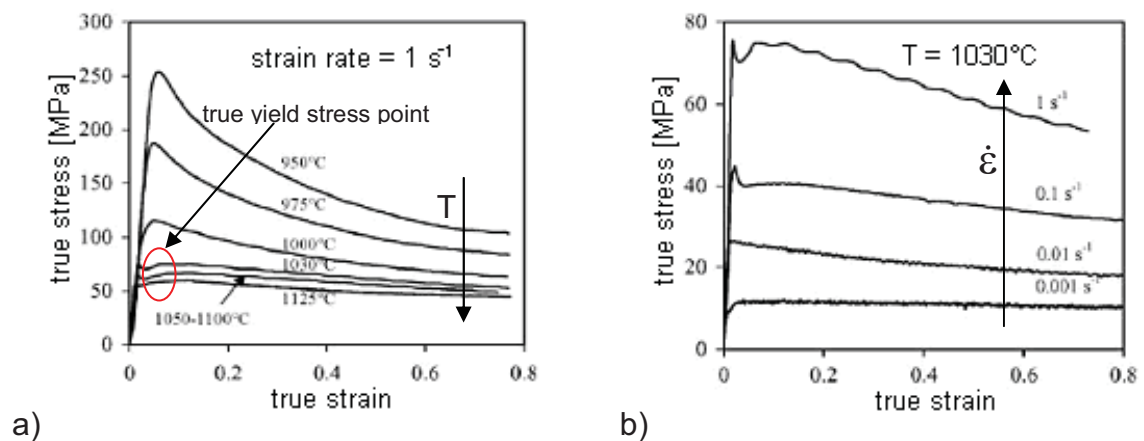 300
250
200
150
100
50
0
true stress [MPa]
strain rate = 1 s⁻¹
true yield stress point
950°C
975°C
1000°C
1030°C
1125°C
1050-1100°C
T
0
0.2
0.4
0.6
0.8
true strain
a)
80
60
40
20
0
true stress [MPa]
T = 1030°C
1 s⁻¹
ε̇
0.1 s⁻¹
0.01 s⁻¹
0.001 s⁻¹
0
0.2
0.4
0.6
0.8
true strain
b)